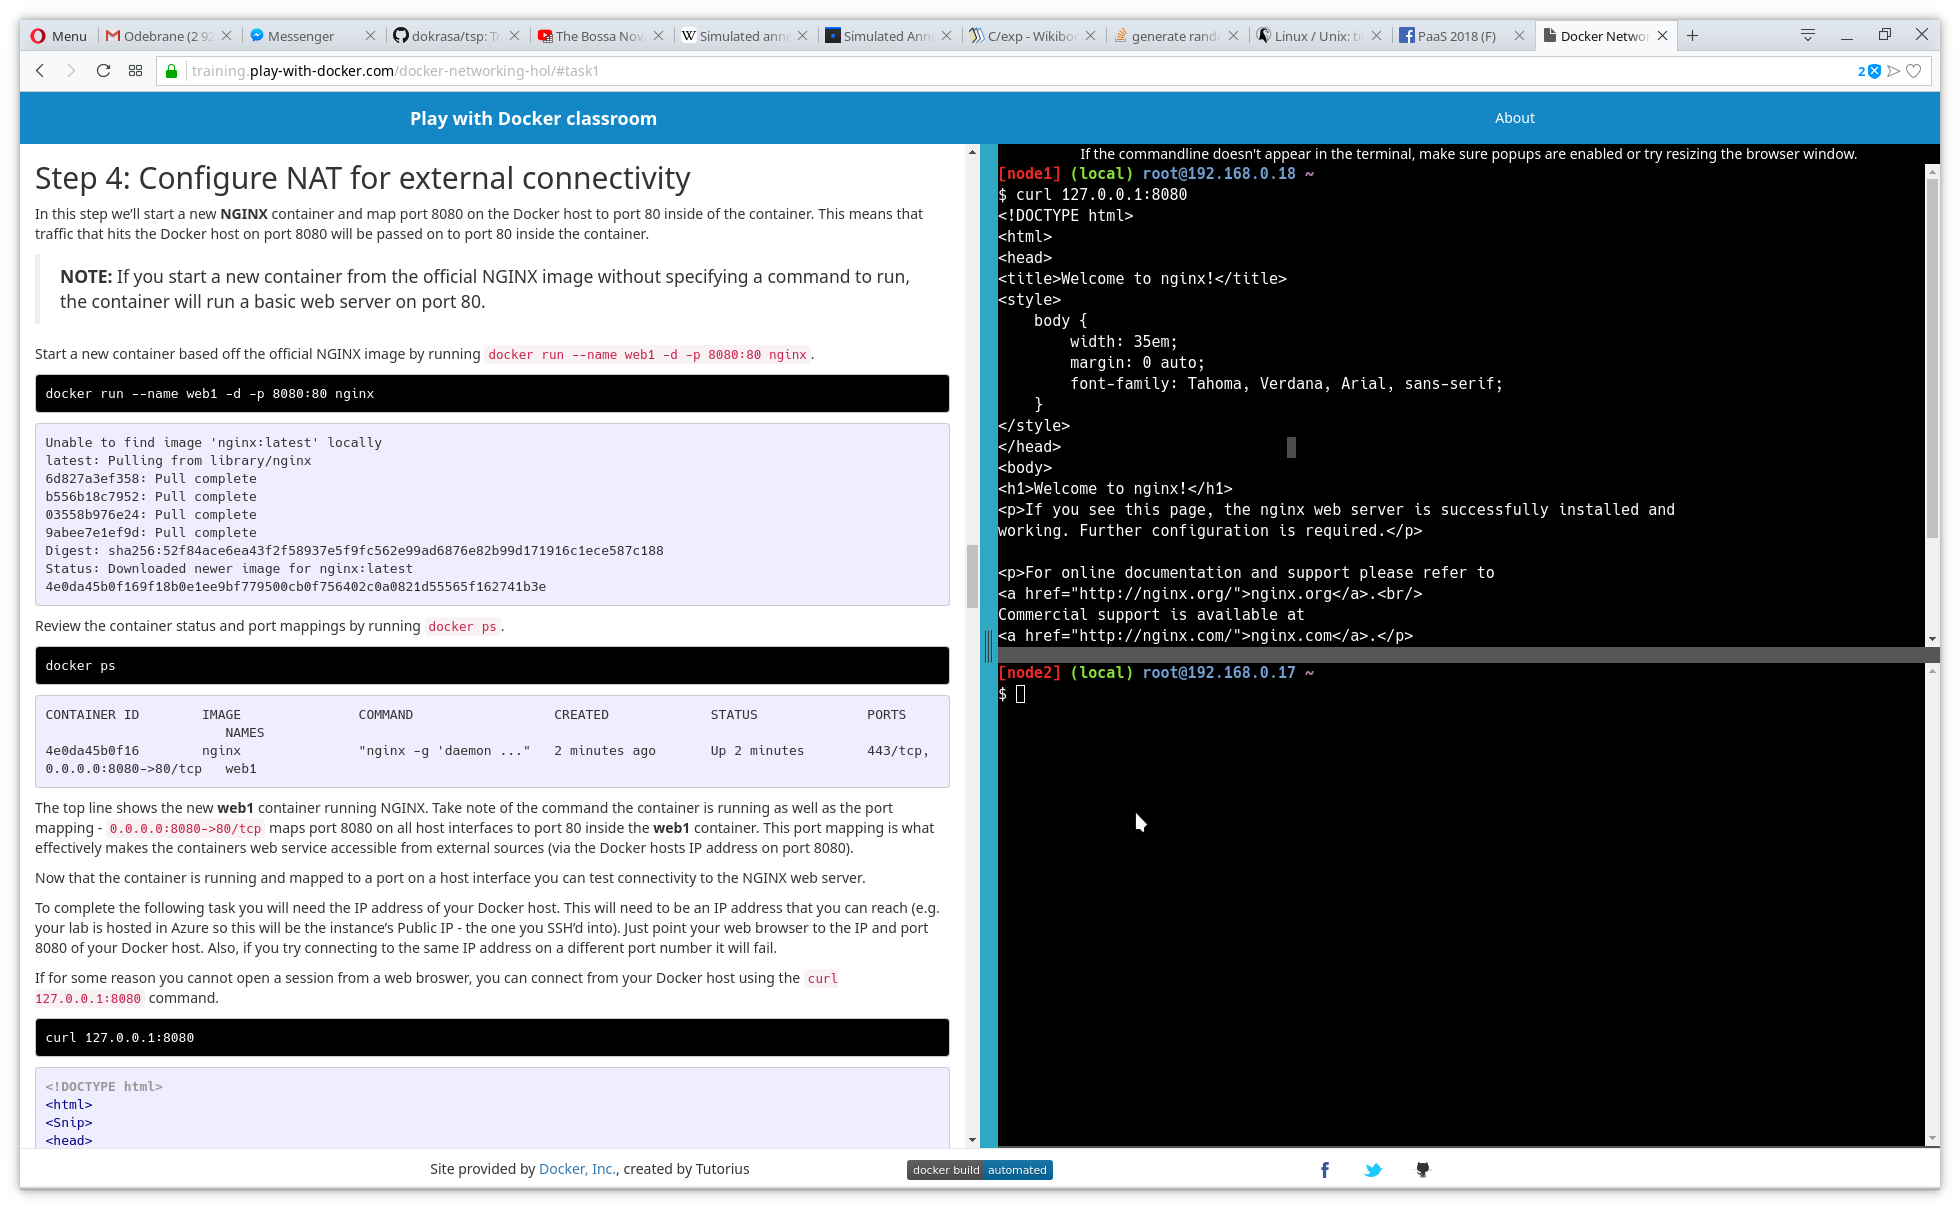 Menu
Odebrane (2 92
Messenger
dokrasa/tsp: Tr
The Bossa Nova
Simulated anne
Simulated Anne
C/exp - Wikiboo
generate rando
Linux / Unix: ti
PaaS 2018 (F)
Docker Networ
training.play-with-docker.com/docker-networking-hol/#task1
2
Play with Docker classroom
About
Step 4: Configure NAT for external connectivity
In this step we’ll start a new NGINX container and map port 8080 on the Docker host to port 80 inside of the container. This means that
traffic that hits the Docker host on port 8080 will be passed on to port 80 inside the container.
NOTE: If you start a new container from the official NGINX image without specifying a command to run,
the container will run a basic web server on port 80.
Start a new container based off the official NGINX image by running docker run --name web1 -d -p 8080:80 nginx.
docker run --name web1 -d -p 8080:80 nginx
Unable to find image 'nginx:latest' locally
latest: Pulling from library/nginx
6d827a3ef358: Pull complete
b556b18c7952: Pull complete
03558b976e24: Pull complete
9abee7e1ef9d: Pull complete
Digest: sha256:52f84ace6ea43f2f58937e5f9fc562e99ad6876e82b99d171916c1ece587c188
Status: Downloaded newer image for nginx:latest
4e0da45b0f169f18b0e1ee9bf779500cb0f756402c0a0821d55565f162741b3e
Review the container status and port mappings by running docker ps.
docker ps
CONTAINER ID        IMAGE               COMMAND                  CREATED             STATUS              PORTS
                       NAMES
4e0da45b0f16        nginx               "nginx -g 'daemon ..."   2 minutes ago       Up 2 minutes        443/tcp,
0.0.0.0:8080->80/tcp   web1
The top line shows the new web1 container running NGINX. Take note of the command the container is running as well as the port
mapping - 0.0.0.0:8080->80/tcp maps port 8080 on all host interfaces to port 80 inside the web1 container. This port mapping is what
effectively makes the containers web service accessible from external sources (via the Docker hosts IP address on port 8080).
Now that the container is running and mapped to a port on a host interface you can test connectivity to the NGINX web server.
To complete the following task you will need the IP address of your Docker host. This will need to be an IP address that you can reach (e.g.
your lab is hosted in Azure so this will be the instance’s Public IP - the one you SSH’d into). Just point your web browser to the IP and port
8080 of your Docker host. Also, if you try connecting to the same IP address on a different port number it will fail.
If for some reason you cannot open a session from a web broswer, you can connect from your Docker host using the curl
127.0.0.1:8080 command.
curl 127.0.0.1:8080
<!DOCTYPE html>
<html>
<Snip>
<head>
If the commandline doesn't appear in the terminal, make sure popups are enabled or try resizing the browser window.
[node1] (local) root@192.168.0.18 ~
$ curl 127.0.0.1:8080
<!DOCTYPE html>
<html>
<head>
<title>Welcome to nginx!</title>
<style>
    body {
        width: 35em;
        margin: 0 auto;
        font-family: Tahoma, Verdana, Arial, sans-serif;
    }
</style>
</head>
<body>
<h1>Welcome to nginx!</h1>
<p>If you see this page, the nginx web server is successfully installed and
working. Further configuration is required.</p>
<p>For online documentation and support please refer to
<a href="http://nginx.org/">nginx.org</a>.<br/>
Commercial support is available at
<a href="http://nginx.com/">nginx.com</a>.</p>
[node2] (local) root@192.168.0.17 ~
$
Site provided by Docker, Inc., created by Tutorius
docker build automated